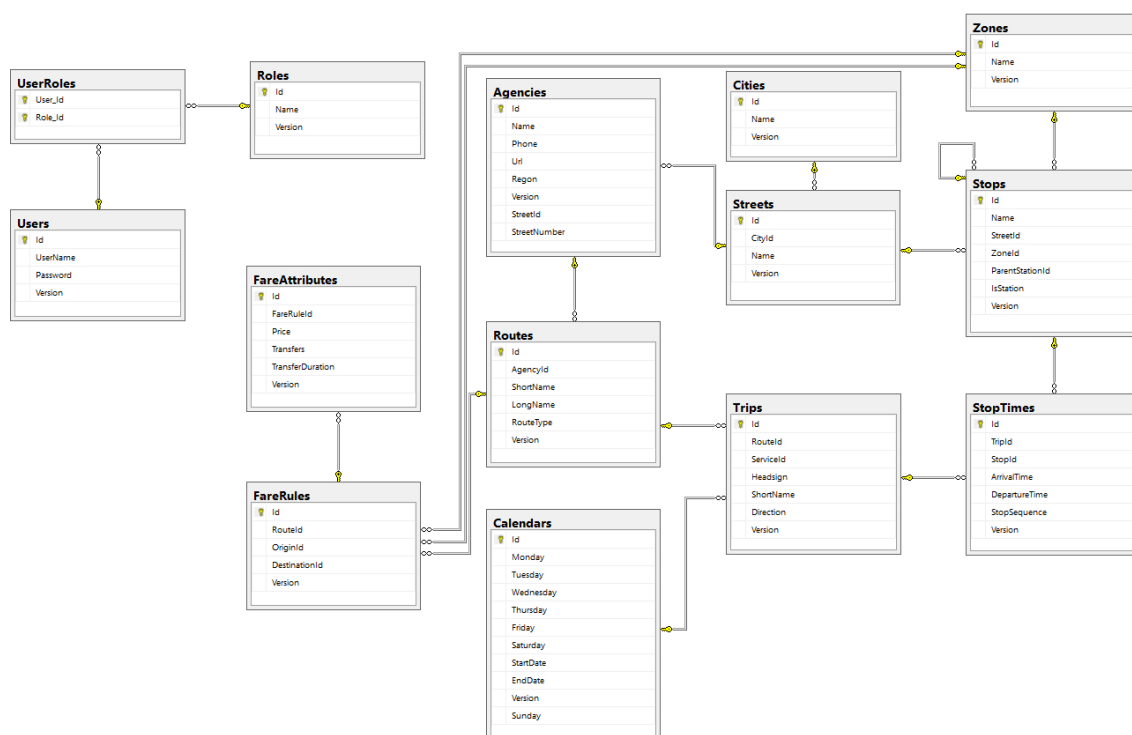 UserRoles
User_Id
Role_Id
Roles
Id
Name
Version
Users
Id
UserName
Password
Version
FareAttributes
Id
FareRuleId
Price
Transfers
TransferDuration
Version
FareRules
Id
RouteId
OriginId
DestinationId
Version
Agencies
Id
Name
Phone
Url
Regon
Version
StreetId
StreetNumber
Routes
Id
AgencyId
ShortName
LongName
RouteType
Version
Calendars
Id
Monday
Tuesday
Wednesday
Thursday
Friday
Saturday
StartDate
EndDate
Version
Sunday
Cities
Id
Name
Version
Streets
Id
CityId
Name
Version
Trips
Id
RouteId
ServiceId
Headsign
ShortName
Direction
Version
Zones
Id
Name
Version
Stops
Id
Name
StreetId
ZoneId
ParentStationId
IsStation
Version
StopTimes
Id
TripId
StopId
ArrivalTime
DepartureTime
StopSequence
Version